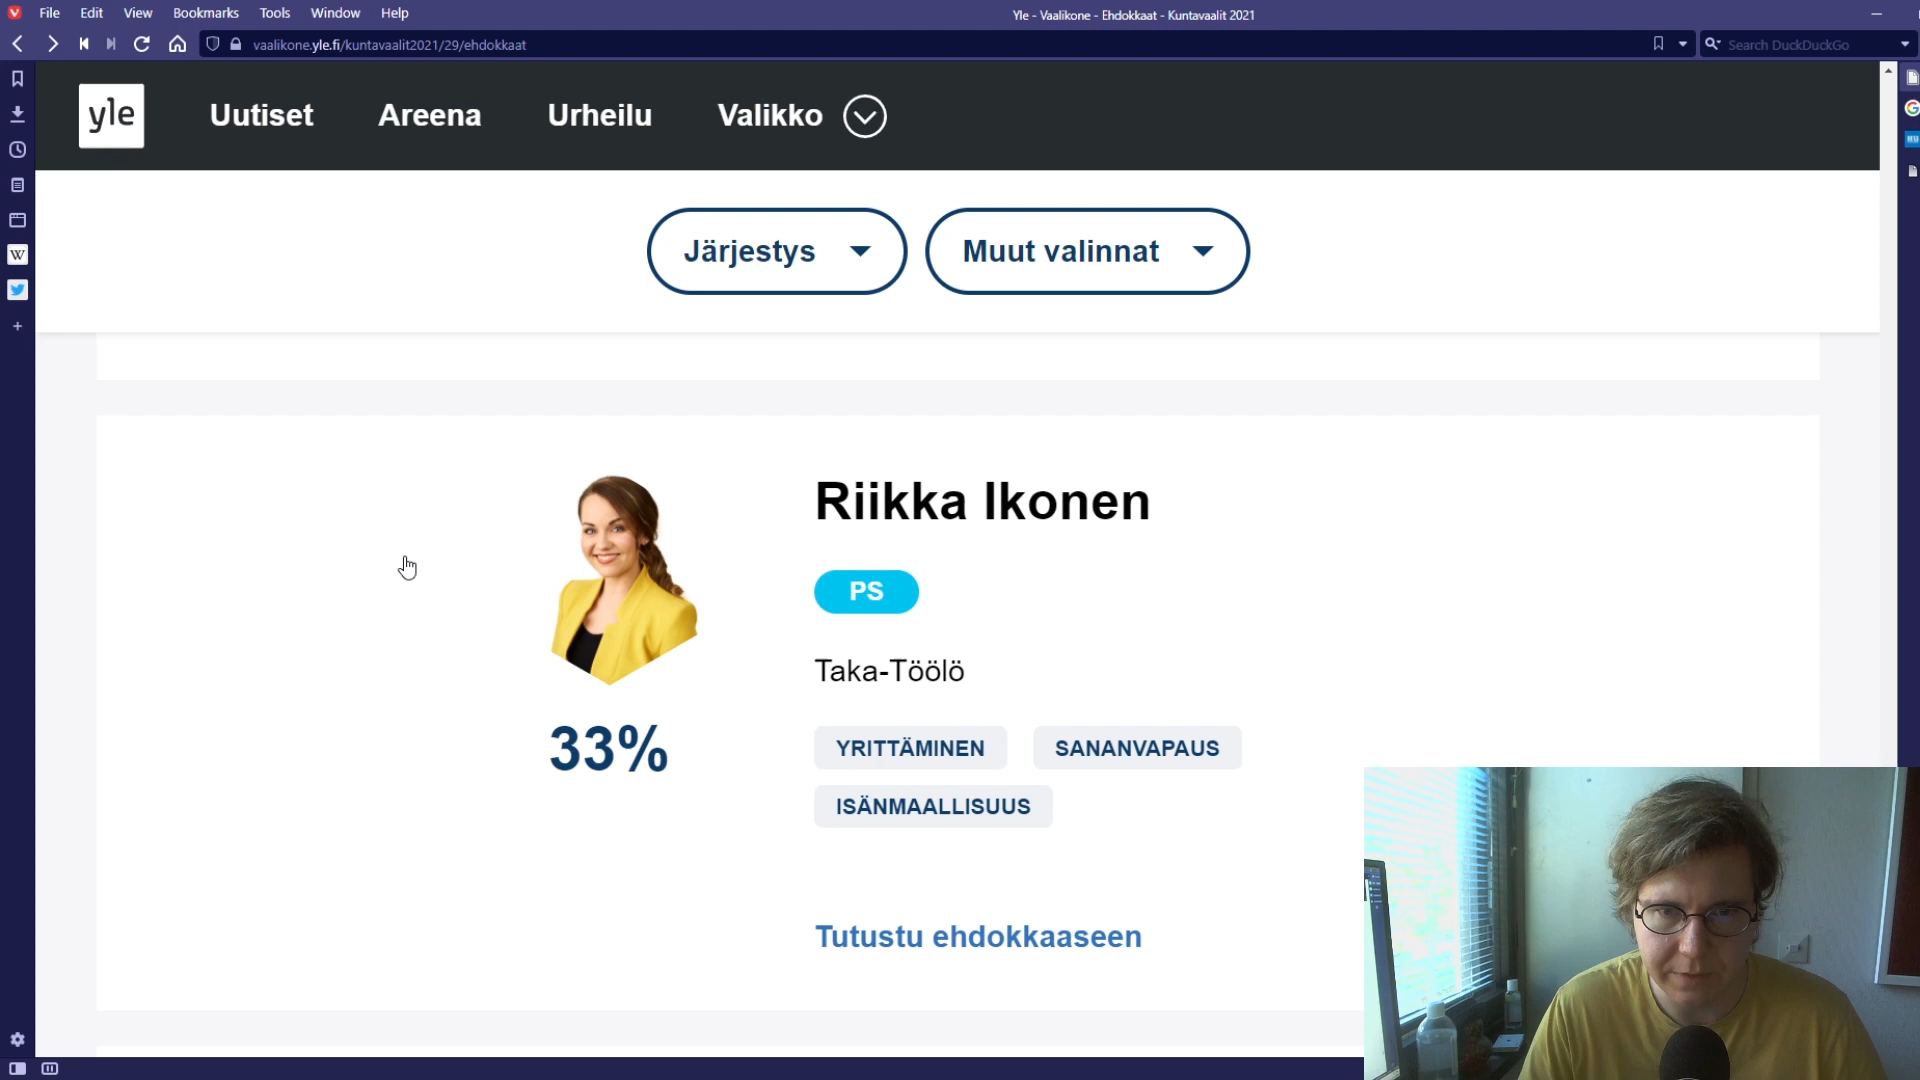 File Edit View Bookmarks Tools Window Help
Yle - Vaalikone - Ehdokkaat - Kuntavaalit 2021
vaalikone.yle.fi/kuntavaalit2021/29/ehdokkaat
Search DuckDuckGo
yle Uutiset Areena Urheilu Valikko
Järjestys Muut valinnat
W
Riikka Ikonen
PS
Taka-Töölö
33%
YRITTÄMINEN SANANVAPAUS
ISÄNMAALLISUUS
Tutustu ehdokkaaseen